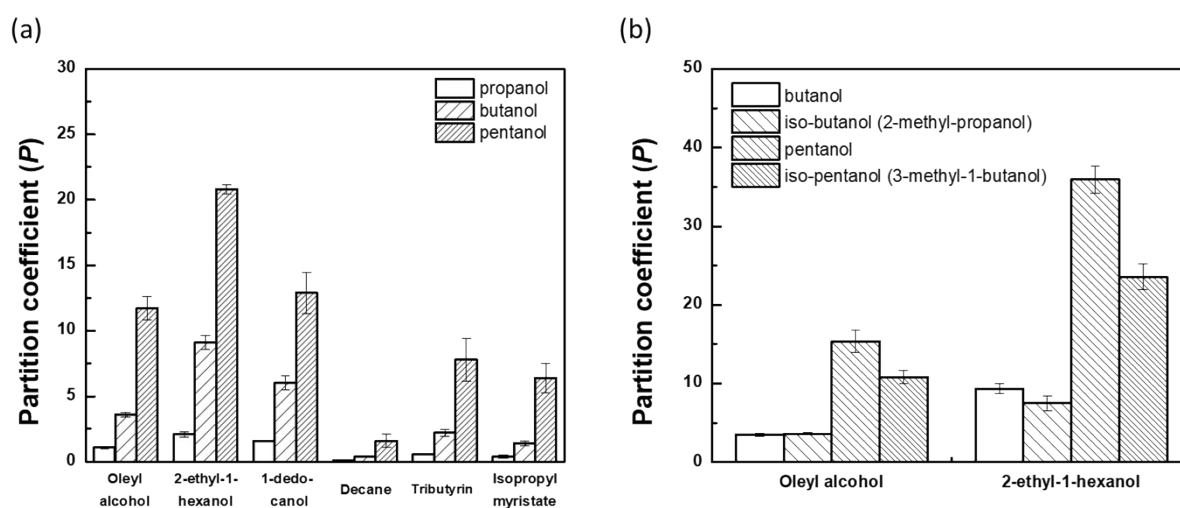 (a)
Partition coefficient (P)
30
25
20
15
10
5
0
propanol
butanol
pentanol
Oleyl
alcohol
2-ethyl-1-
hexanol
1-dedo-
canol
Decane
Tributyrin
Isopropyl
myristate
(b)
Partition coefficient (P)
50
40
30
20
10
0
butanol
iso-butanol (2-methyl-propanol)
pentanol
iso-pentanol (3-methyl-1-butanol)
Oleyl alcohol
2-ethyl-1-hexanol